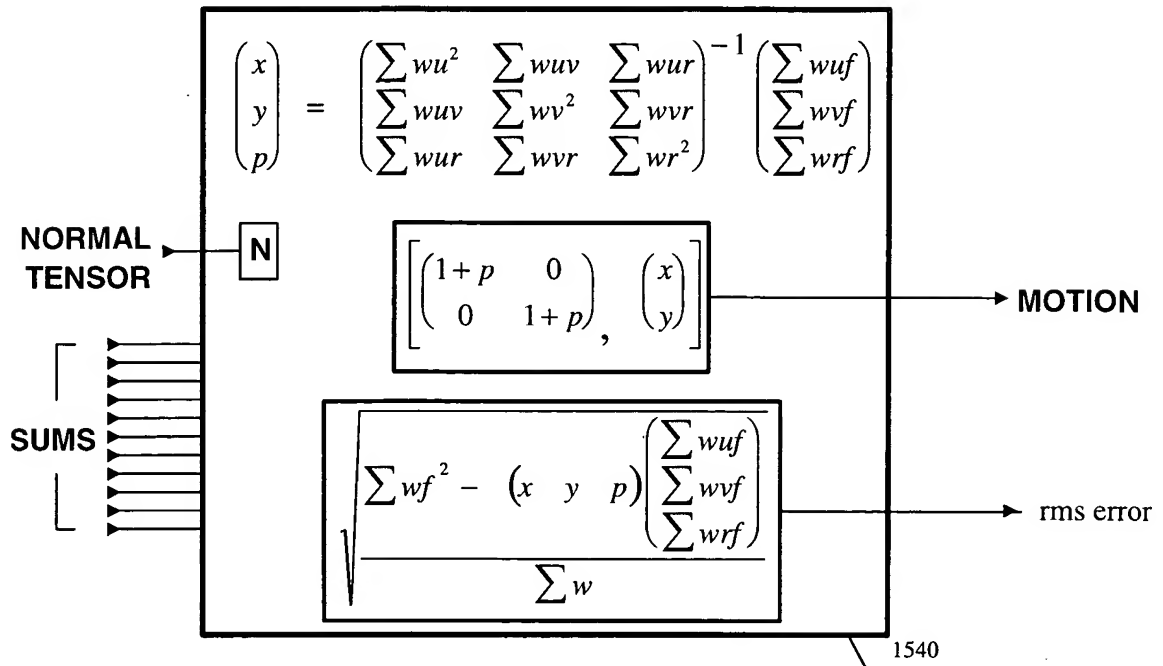 x = ∑ wu² ∑ wuv ∑ wur −1 ∑ wuf
y ∑ wuv ∑ wv² ∑ wvr ∑ wvf
p ∑ wur ∑ wvr ∑ wr² ∑ wrf
NORMAL
TENSOR
N
1 + p 0 , x
0 1 + p y
MOTION
SUMS
√ ∑ wf² − (x y p) ∑ wuf
∑ wvf
∑ wrf
∑ w
rms error
1540